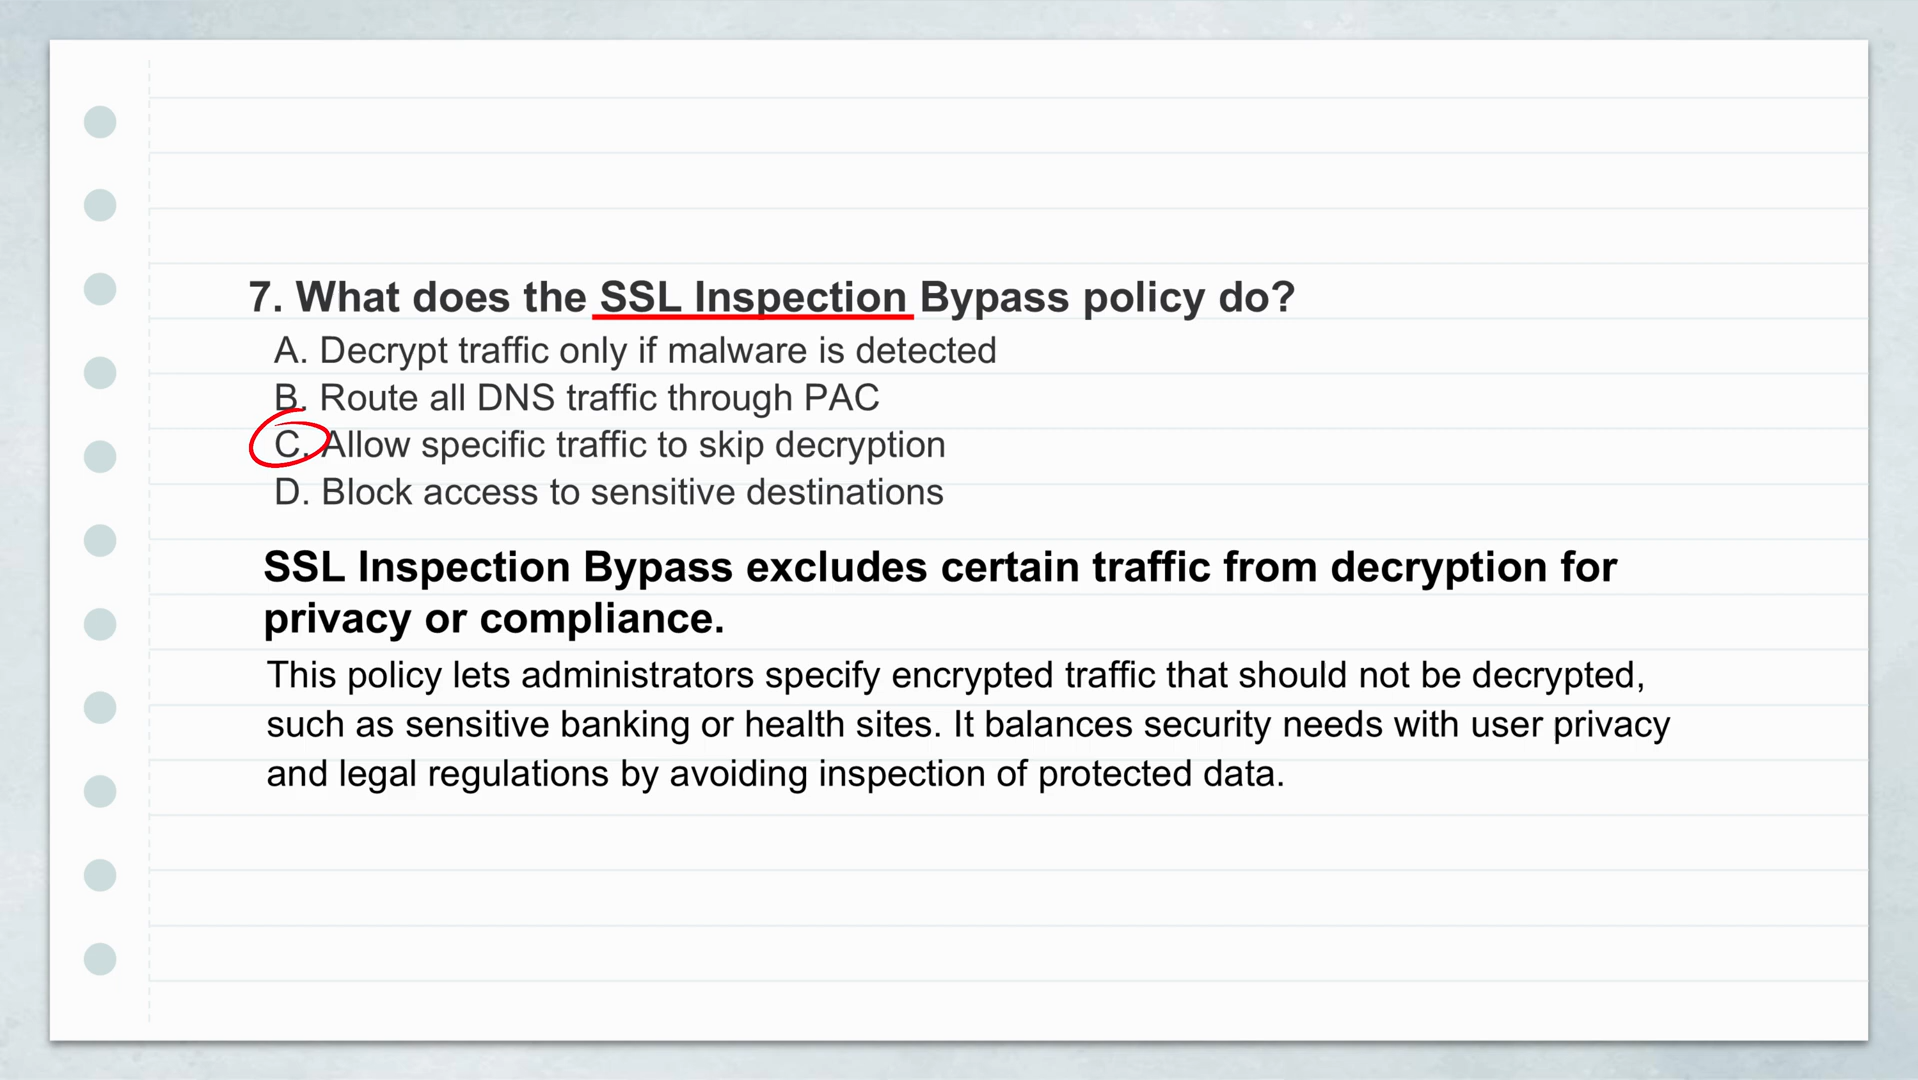 7. What does the SSL Inspection Bypass policy do?
A. Decrypt traffic only if malware is detected
B. Route all DNS traffic through PAC
C. Allow specific traffic to skip decryption
D. Block access to sensitive destinations
SSL Inspection Bypass excludes certain traffic from decryption for
privacy or compliance.
This policy lets administrators specify encrypted traffic that should not be decrypted,
such as sensitive banking or health sites. It balances security needs with user privacy
and legal regulations by avoiding inspection of protected data.